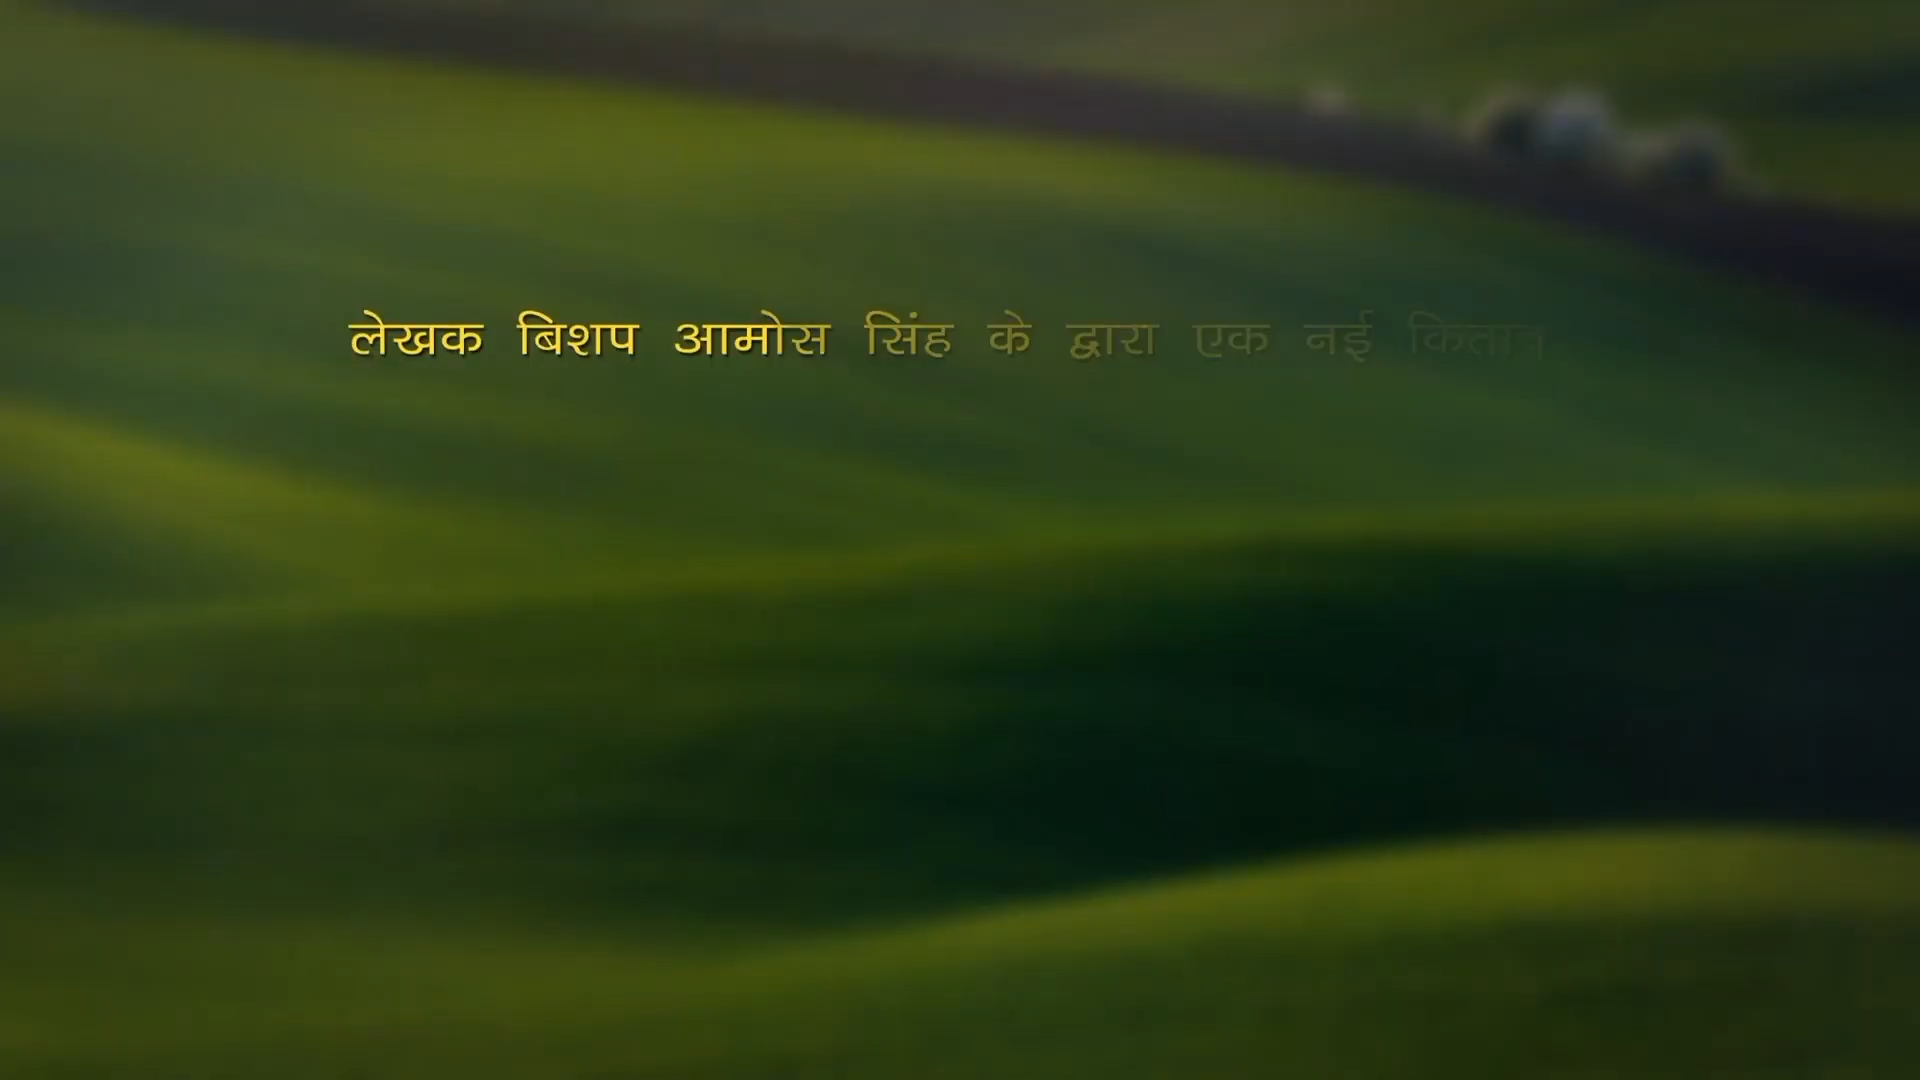 लेखक बिशप आमोस सिंह के द्वारा एक नई किताब